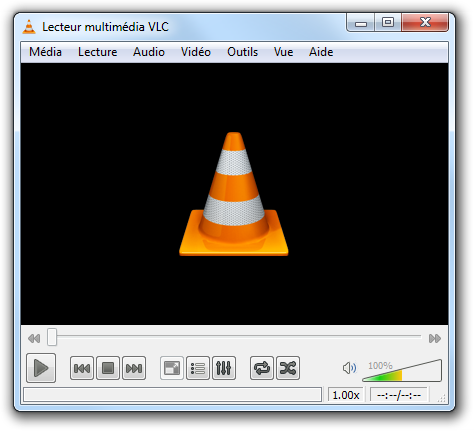 Lecteur multimédia VLC
Média Lecture Audio Vidéo Outils Vue Aide
100%
1.00x --:--/--:--